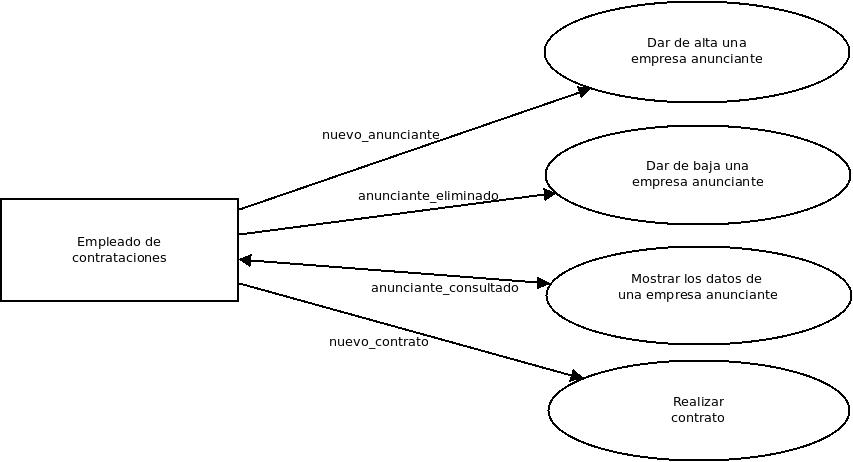 Dar de alta una
empresa anunciante
nuevo_anunciante
Dar de baja una
empresa anunciante
anunciante_eliminado
Empleado de
contrataciones
Mostrar los datos de
una empresa anunciante
anunciante_consultado
nuevo_contrato
Realizar
contrato